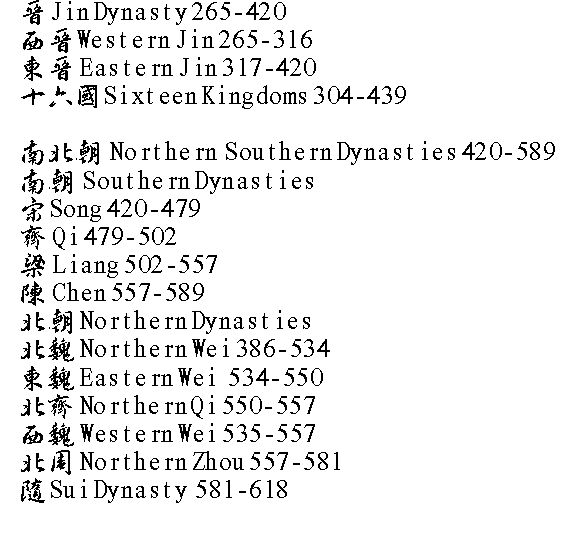 晉 Jin Dynasty 265-420
西晉 Western Jin 265-316
東晉 Eastern Jin 317-420
十六國 Sixteen Kingdoms 304-439
南北朝 Northern Southern Dynasties 420-589
南朝 Southern Dynasties
宗 Song 420-479
齊 Qi 479-502
梁 Liang 502-557
陳 Chen 557-589
北朝 Northern Dynasties
北魏 Northern Wei 386-534
東魏 Eastern Wei 534-550
北齊 Northern Qi 550-557
西魏 Western Wei 535-557
北周 Northern Zhou 557-581
隨 Sui Dynasty 581-618